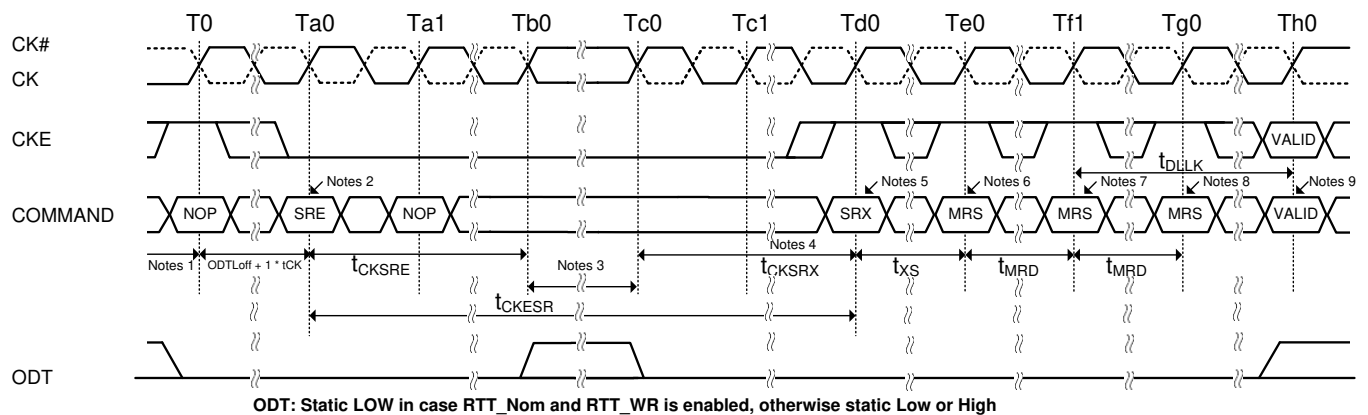 T0 Ta0 Ta1 Tb0 Tc0 Tc1 Td0 Te0 Tf1 Tg0 Th0
CK#
CK
CKE
VALID
tDLLK
Notes 2
Notes 5
Notes 6
Notes 7
Notes 8
Notes 9
COMMAND
NOP SRE NOP SRX MRS MRS MRS VALID
Notes 1
ODTLoff + 1 * tCK
tCKSRE
Notes 3
Notes 4
tCKSRX
tXS
tMRD
tMRD
tCKESR
ODT
ODT: Static LOW in case RTT_Nom and RTT_WR is enabled, otherwise static Low or High